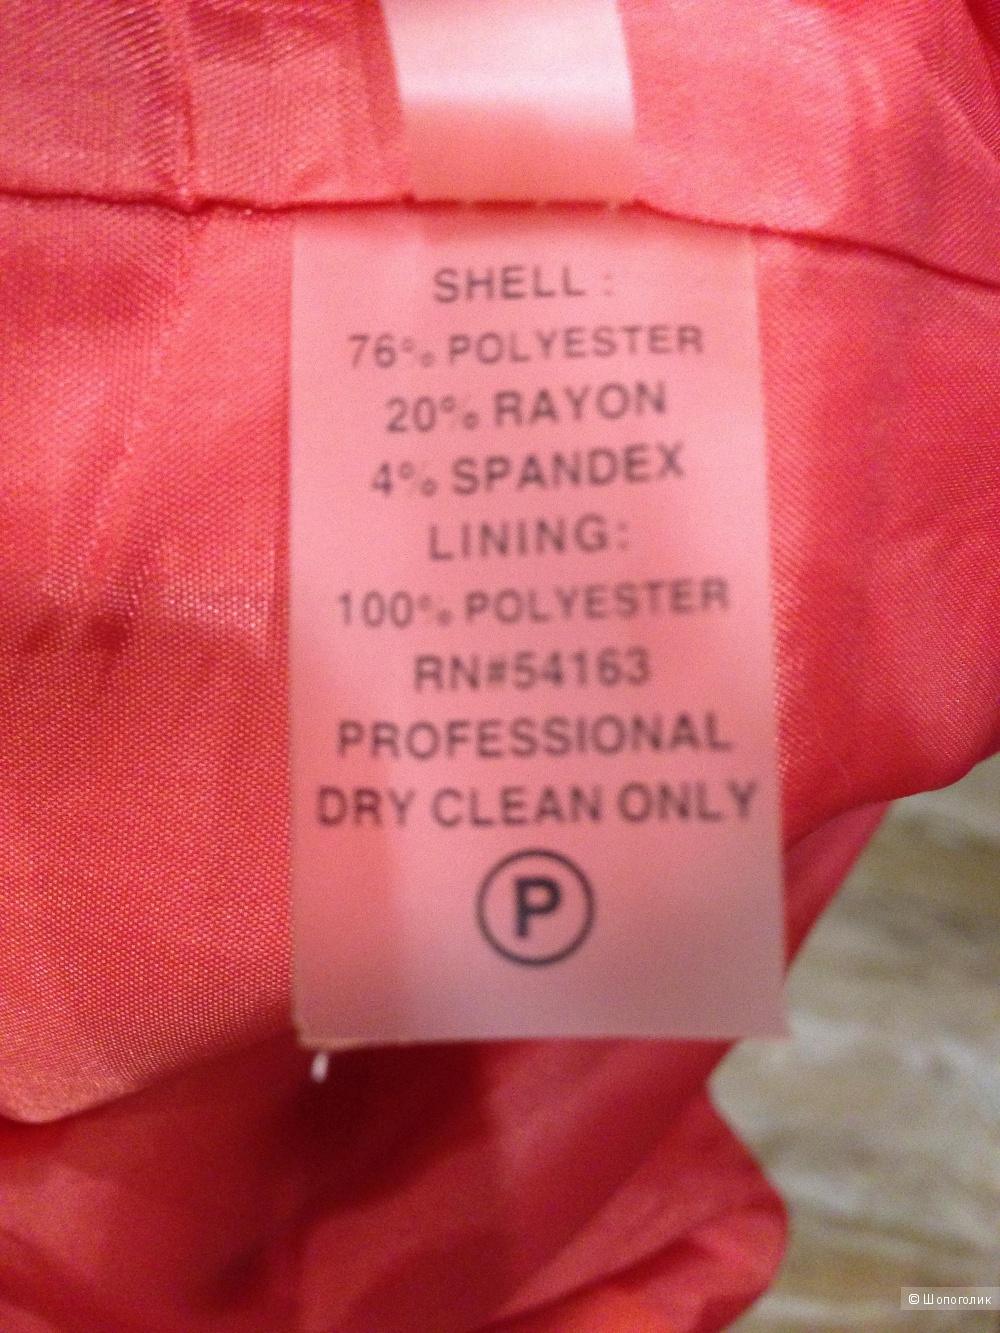 SHELL :
76% POLYESTER
20% RAYON
4% SPANDEX
LINING:
100% POLYESTER
RN#54163
PROFESSIONAL
DRY CLEAN ONLY
P
© Шопоголик